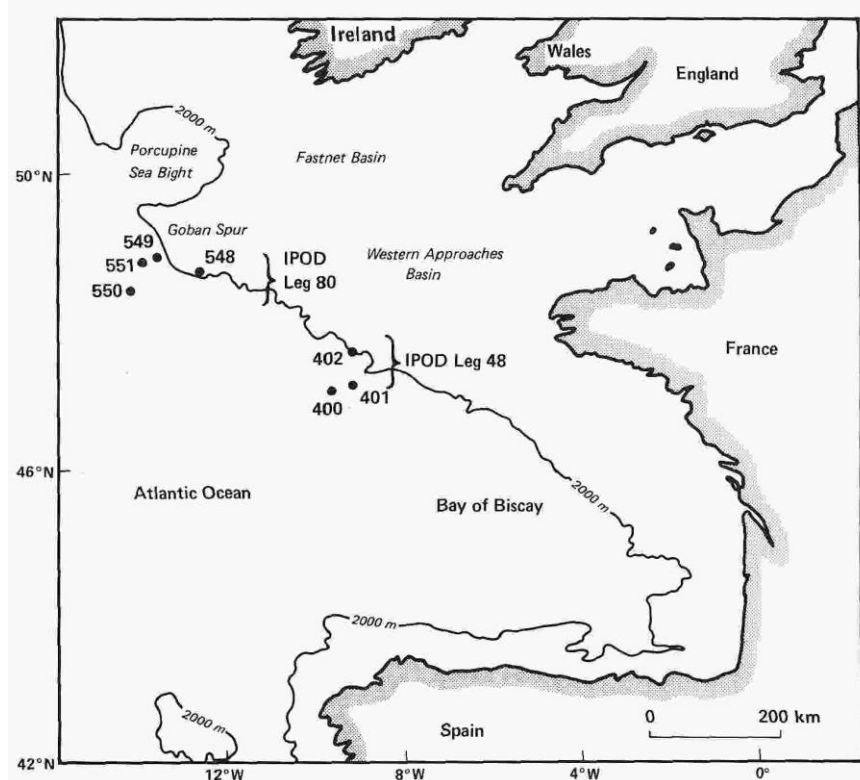 Ireland
Wales
England
2000 m
Porcupine
Sea Bight
Fastnet Basin
50°N
Goban Spur
549
551
548
550
IPOD
Leg 80
Western Approaches
Basin
402
IPOD Leg 48
401
400
France
46°N
Atlantic Ocean
Bay of Biscay
2000 m
2000 m
2000 m
Spain
0 200 km
42°N
12°W 8°W 4°W 0°